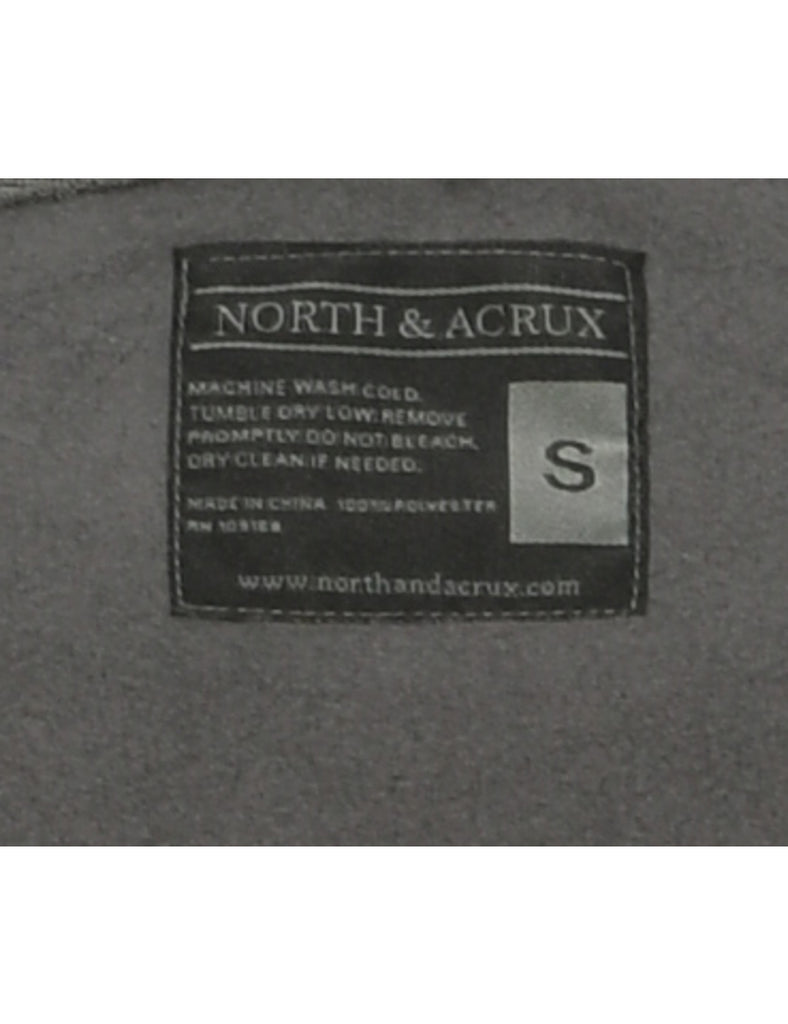 NORTH & ACRUX
MACHINE WASH COLD.
TUMBLE DRY LOW. REMOVE
PROMPTLY. DO NOT BLEACH.
DRY CLEAN IF NEEDED.
S
MADE IN CHINA 100% POLYESTER
RN
www.northandacrux.com